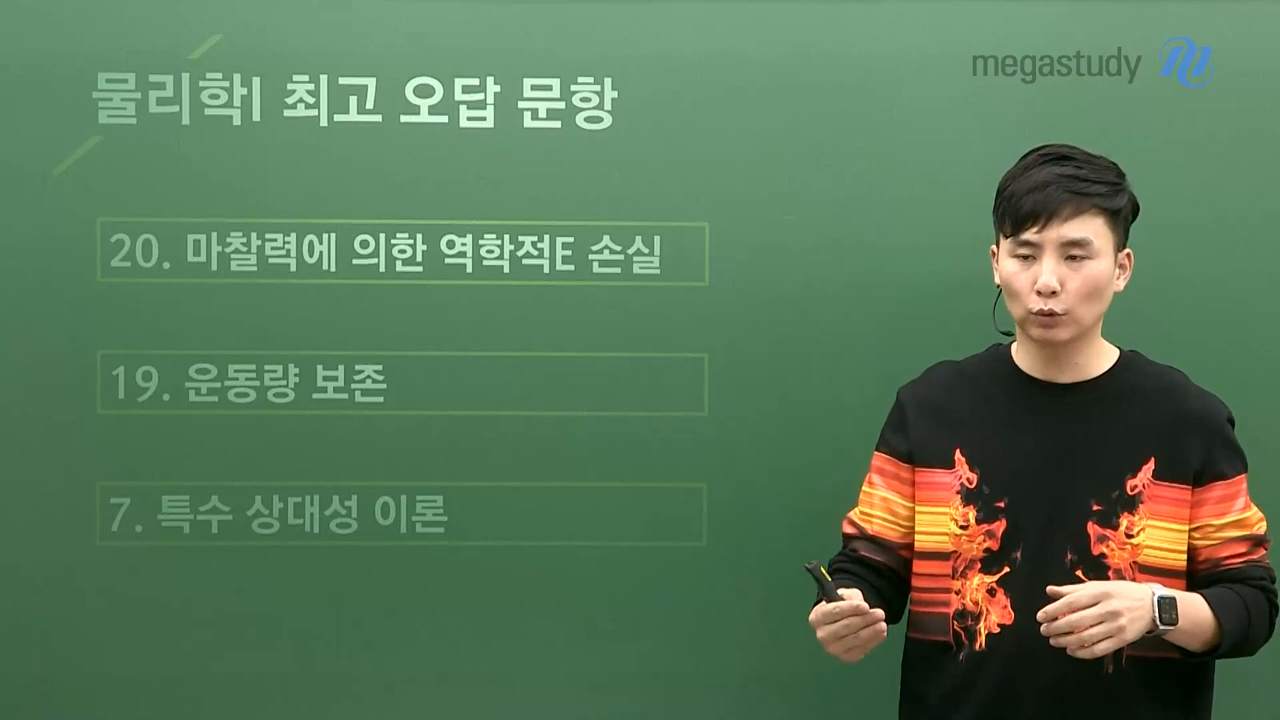 물리학I 최고 오답 문항
megastudy
20. 마찰력에 의한 역학적E 손실
19. 운동량 보존
7. 특수 상대성 이론